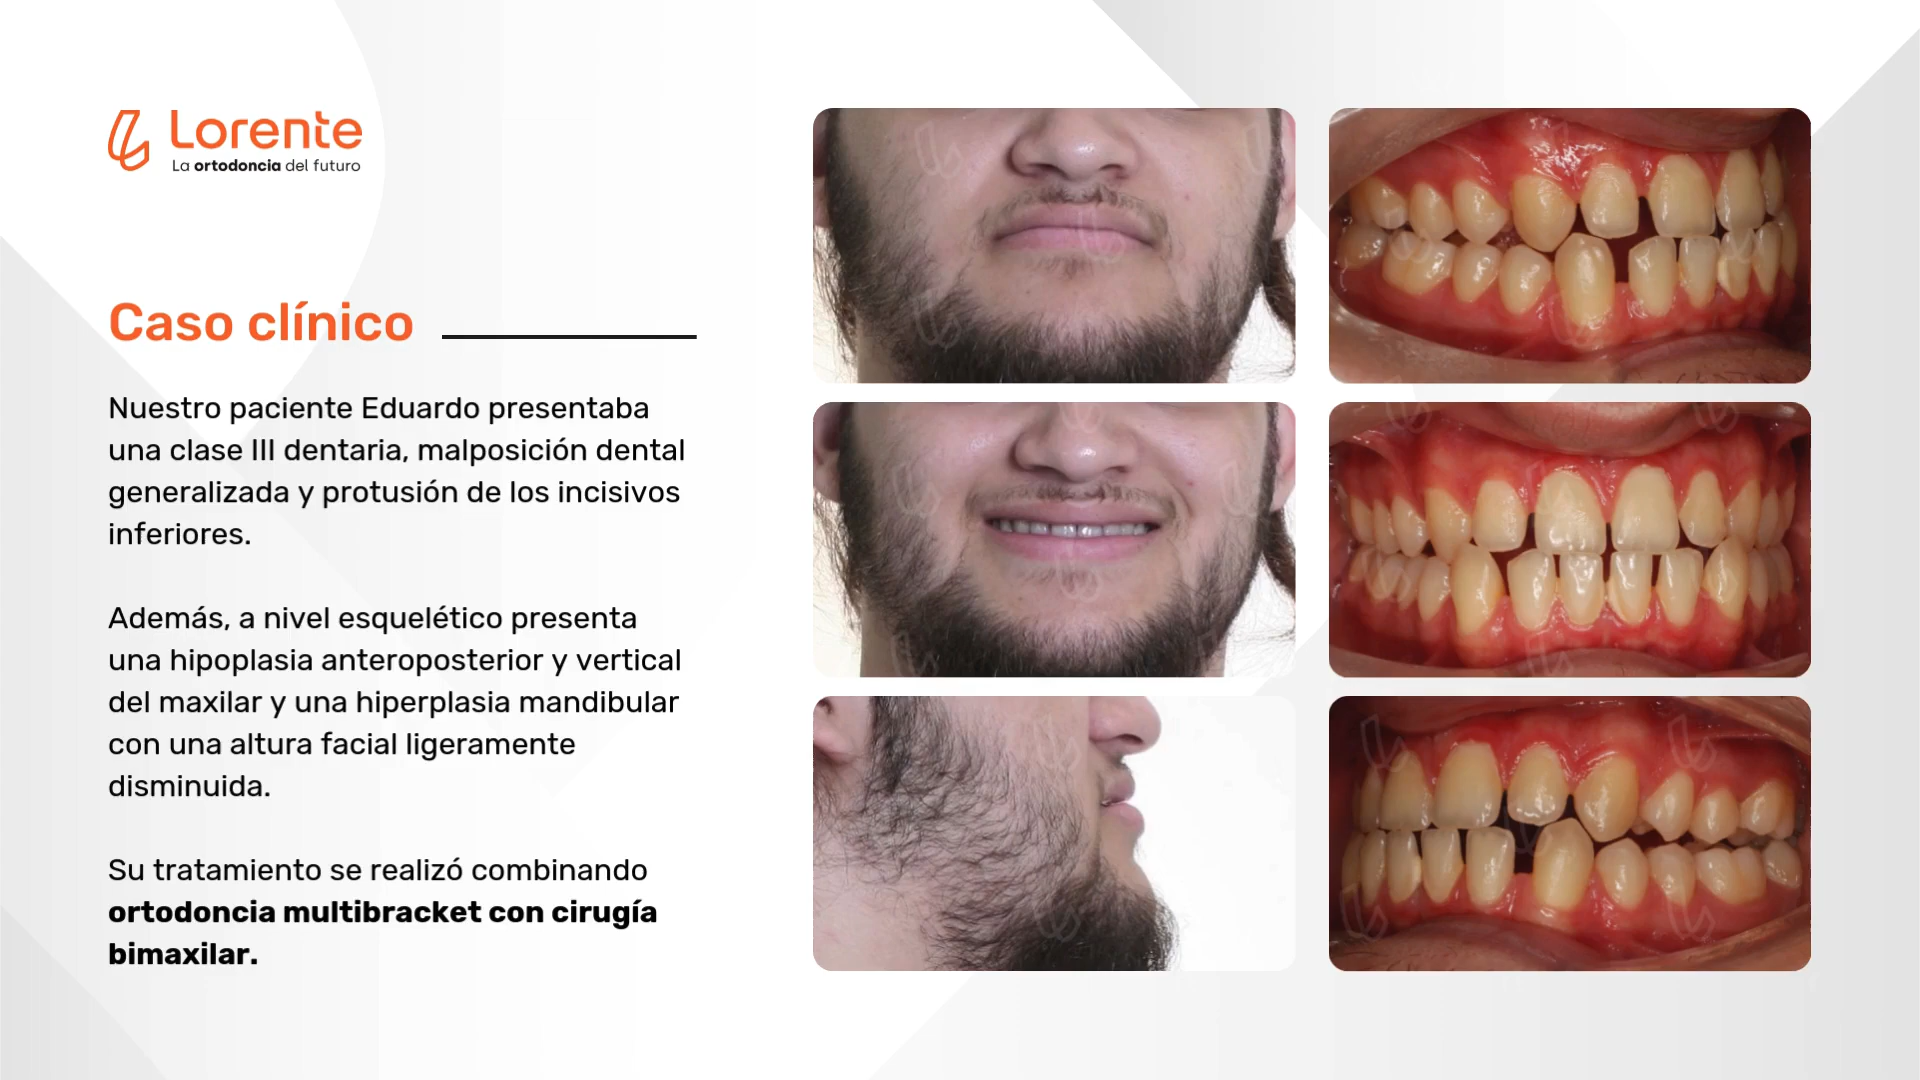 Lorente
La ortodoncia del futuro
Caso clínico
Nuestro paciente Eduardo presentaba
una clase III dentaria, malposición dental
generalizada y protusión de los incisivos
inferiores.
Además, a nivel esquelético presenta
una hipoplasia anteroposterior y vertical
del maxilar y una hiperplasia mandibular
con una altura facial ligeramente
disminuida.
Su tratamiento se realizó combinando
ortodoncia multibracket con cirugía
bimaxilar.